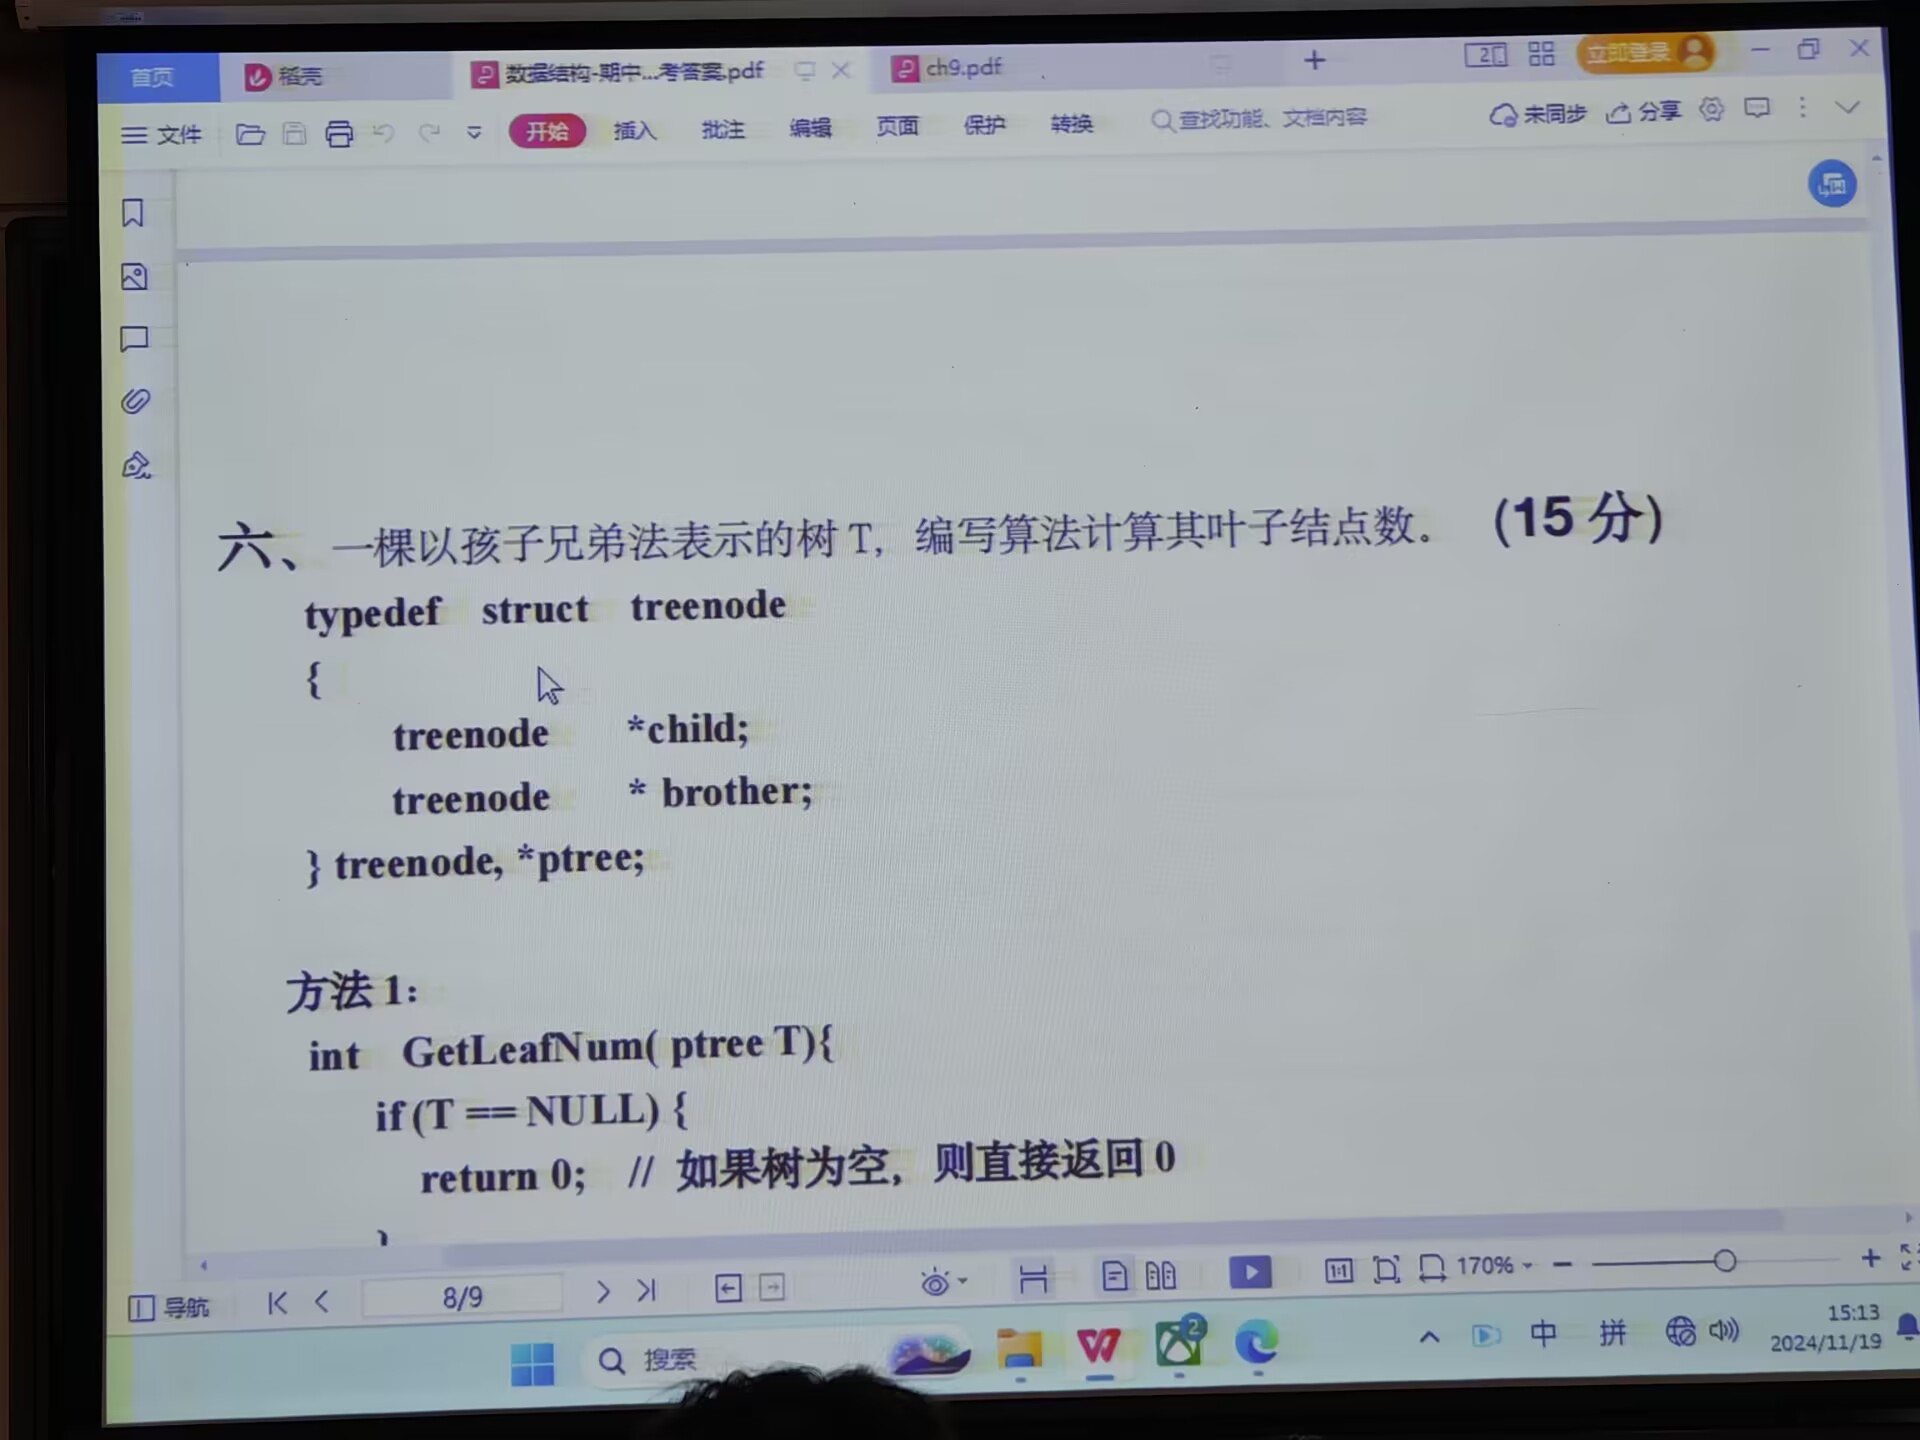 首页 稻壳 数据结构-期中...考答案.pdf ch9.pdf + 立即登录
文件 开始 插入 批注 编辑 页面 保护 转换 查找功能、文档内容 未同步 分享
六、一棵以孩子兄弟法表示的树 T，编写算法计算其叶子结点数。 (15 分)
typedef struct treenode
{
treenode *child;
treenode * brother;
} treenode, *ptree;
方法 1：
int GetLeafNum( ptree T){
if (T == NULL) {
return 0; // 如果树为空，则直接返回 0
}
导航 8/9 1:1 170%
搜索 2 中 拼 15:13
2024/11/19